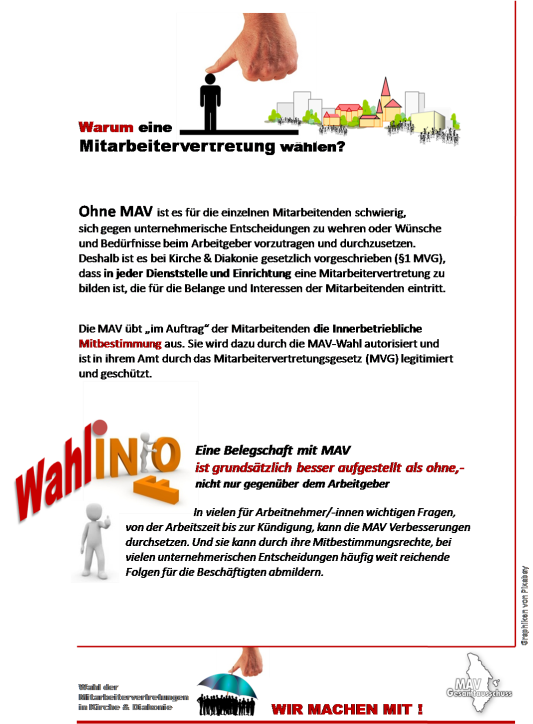 Warum eine
Mitarbeitervertretung wählen?
Ohne MAV ist es für die einzelnen Mitarbeitenden schwierig,
sich gegen unternehmerische Entscheidungen zu wehren oder Wünsche
und Bedürfnisse beim Arbeitgeber vorzutragen und durchzusetzen.
Deshalb ist es bei Kirche & Diakonie gesetzlich vorgeschrieben (§1 MVG),
dass in jeder Dienststelle und Einrichtung eine Mitarbeitervertretung zu
bilden ist, die für die Belange und Interessen der Mitarbeitenden eintritt.
Die MAV übt „im Auftrag“ der Mitarbeitenden die Innerbetriebliche
Mitbestimmung aus. Sie wird dazu durch die MAV-Wahl autorisiert und
ist in ihrem Amt durch das Mitarbeitervertretungsgesetz (MVG) legitimiert
und geschützt.
Wahl INFO
Eine Belegschaft mit MAV
ist grundsätzlich besser aufgestellt als ohne,-
nicht nur gegenüber dem Arbeitgeber
In vielen für Arbeitnehmer/-innen wichtigen Fragen,
von der Arbeitszeit bis zur Kündigung, kann die MAV Verbesserungen
durchsetzen. Und sie kann durch ihre Mitbestimmungsrechte, bei
vielen unternehmerischen Entscheidungen häufig weit reichende
Folgen für die Beschäftigten abmildern.
Graphiken von Pixabay
Wahl der
Mitarbeitervertretungen
in Kirche & Diakonie
WIR MACHEN MIT !
MAV
Gesamtausschuss